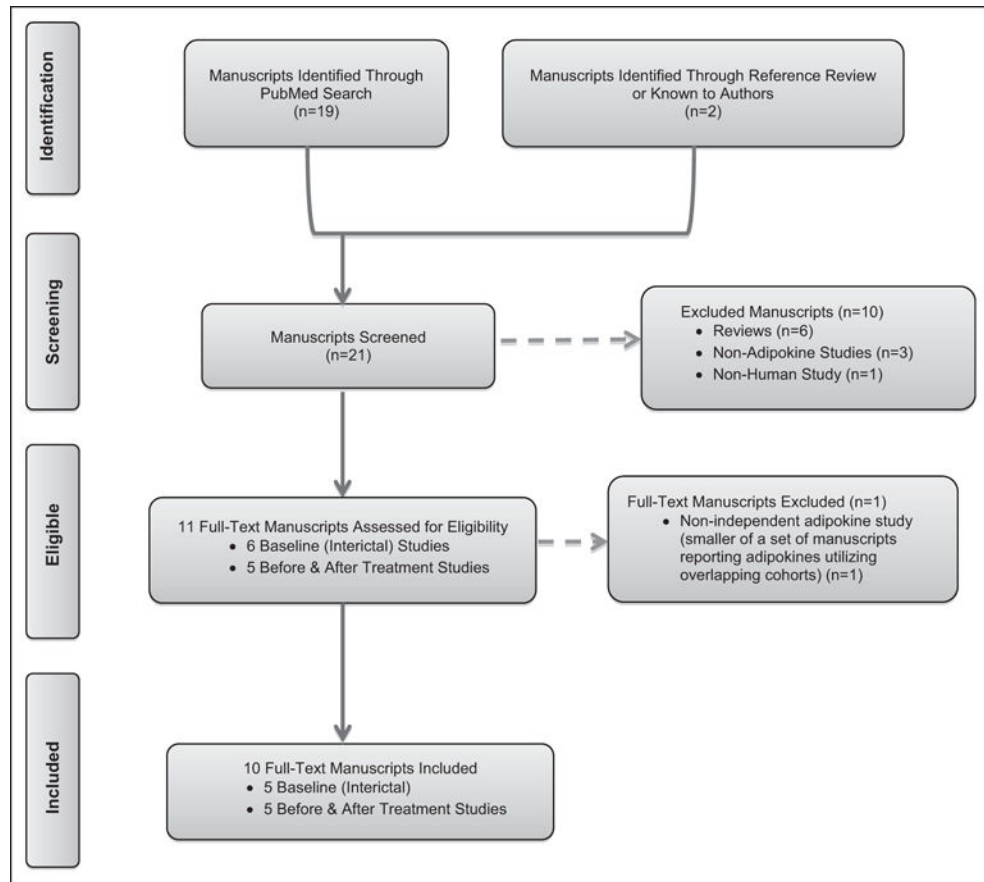 Identification
Manuscripts Identified Through
PubMed Search
(n=19)
Manuscripts Identified Through Reference Review
or Known to Authors
(n=2)
Screening
Manuscripts Screened
(n=21)
Excluded Manuscripts (n=10)
• Reviews (n=6)
• Non-Adipokine Studies (n=3)
• Non-Human Study (n=1)
Eligible
11 Full-Text Manuscripts Assessed for Eligibility
• 6 Baseline (Interictal) Studies
• 5 Before & After Treatment Studies
Full-Text Manuscripts Excluded (n=1)
• Non-independent adipokine study
(smaller of a set of manuscripts
reporting adipokines utilizing
overlapping cohorts) (n=1)
Included
10 Full-Text Manuscripts Included
• 5 Baseline (Interictal)
• 5 Before & After Treatment Studies